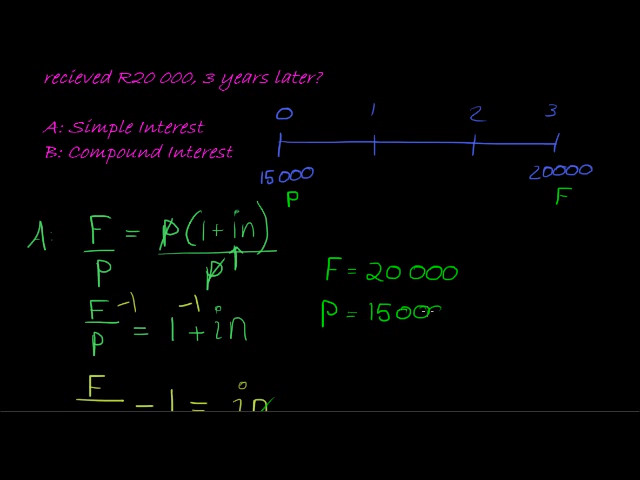 recieved R20 000, 3 years later?
0 1 2 3
A: Simple Interest
B: Compound Interest
15000 20000
P F
A: F/P = P(1+in)/P
F = 20 000
F/P -1 = 1 -1 + in
P = 15000
F - 1 = in